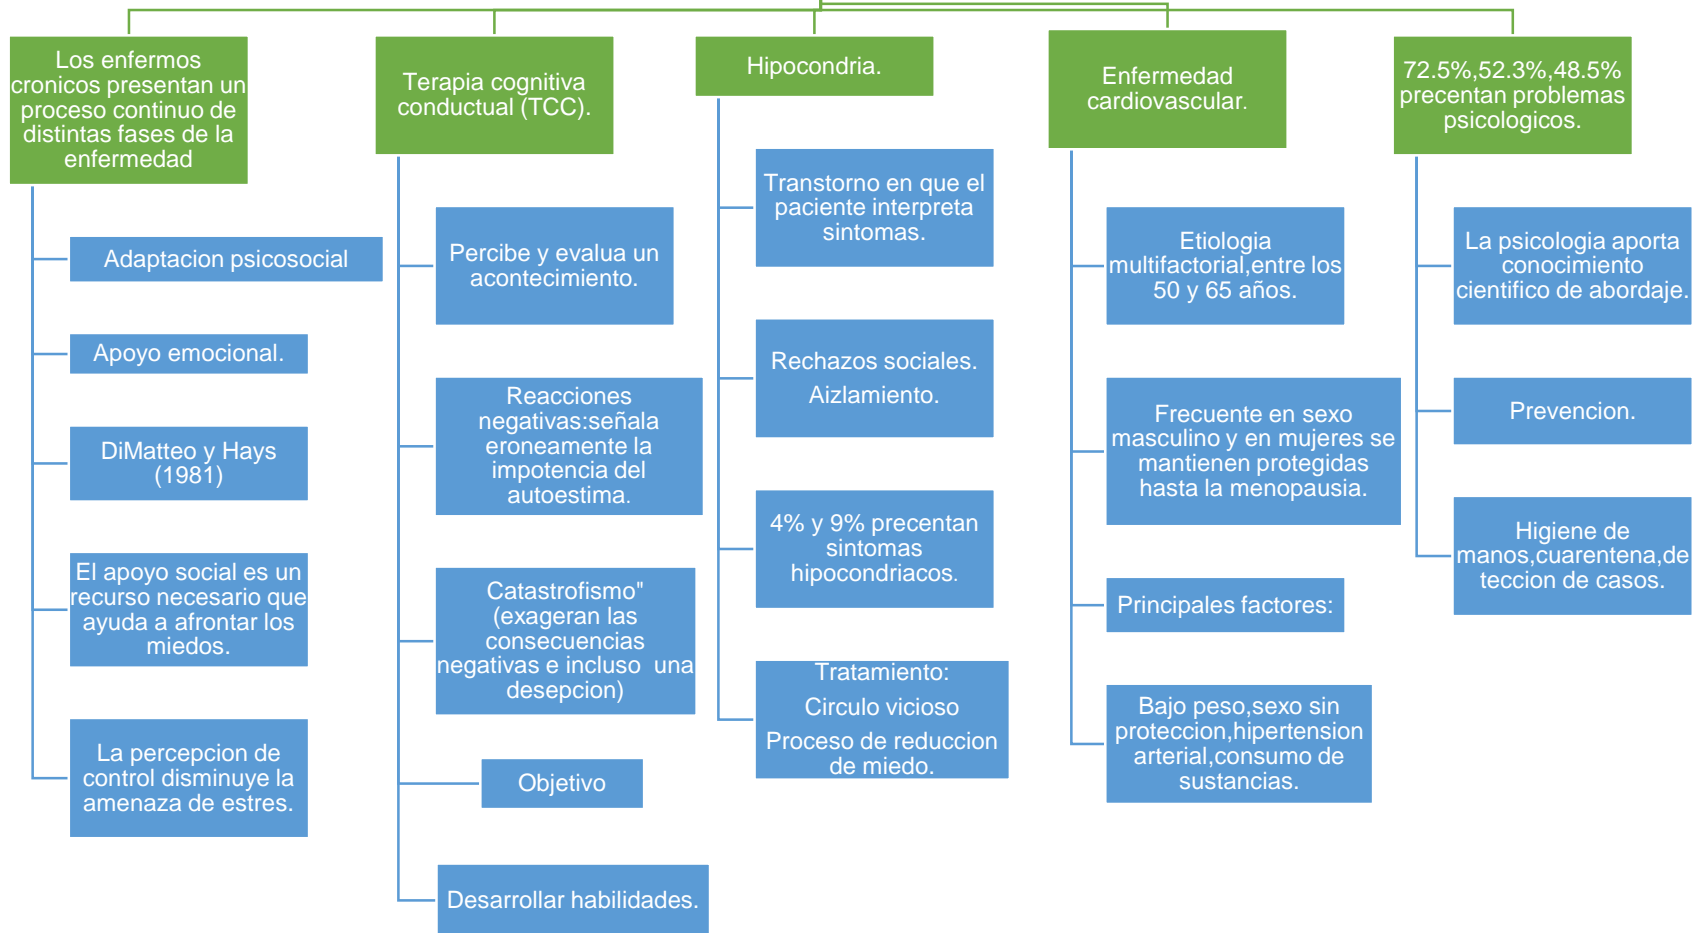 Los enfermos
cronicos presentan un
proceso continuo de
distintas fases de la
enfermedad
Adaptacion psicosocial
Apoyo emocional.
DiMatteo y Hays
(1981)
El apoyo social es un
recurso necesario que
ayuda a afrontar los
miedos.
La percepcion de
control disminuye la
amenaza de estres.
Terapia cognitiva
conductual (TCC).
Percibe y evalua un
acontecimiento.
Reacciones
negativas:señala
eroneamente la
impotencia del
autoestima.
Catastrofismo"
(exageran las
consecuencias
negativas e incluso una
desepcion)
Objetivo
Desarrollar habilidades.
Hipocondria.
Transtorno en que el
paciente interpreta
sintomas.
Rechazos sociales.
Aizlamiento.
4% y 9% precentan
sintomas
hipocondriacos.
Tratamiento:
Circulo vicioso
Proceso de reduccion
de miedo.
Enfermedad
cardiovascular.
Etiologia
multifactorial,entre los
50 y 65 años.
Frecuente en sexo
masculino y en mujeres se
mantienen protegidas
hasta la menopausia.
Principales factores:
Bajo peso,sexo sin
proteccion,hipertension
arterial,consumo de
sustancias.
72.5%,52.3%,48.5%
precentan problemas
psicologicos.
La psicologia aporta
conocimiento
cientifico de abordaje.
Prevencion.
Higiene de
manos,cuarentena,de
teccion de casos.